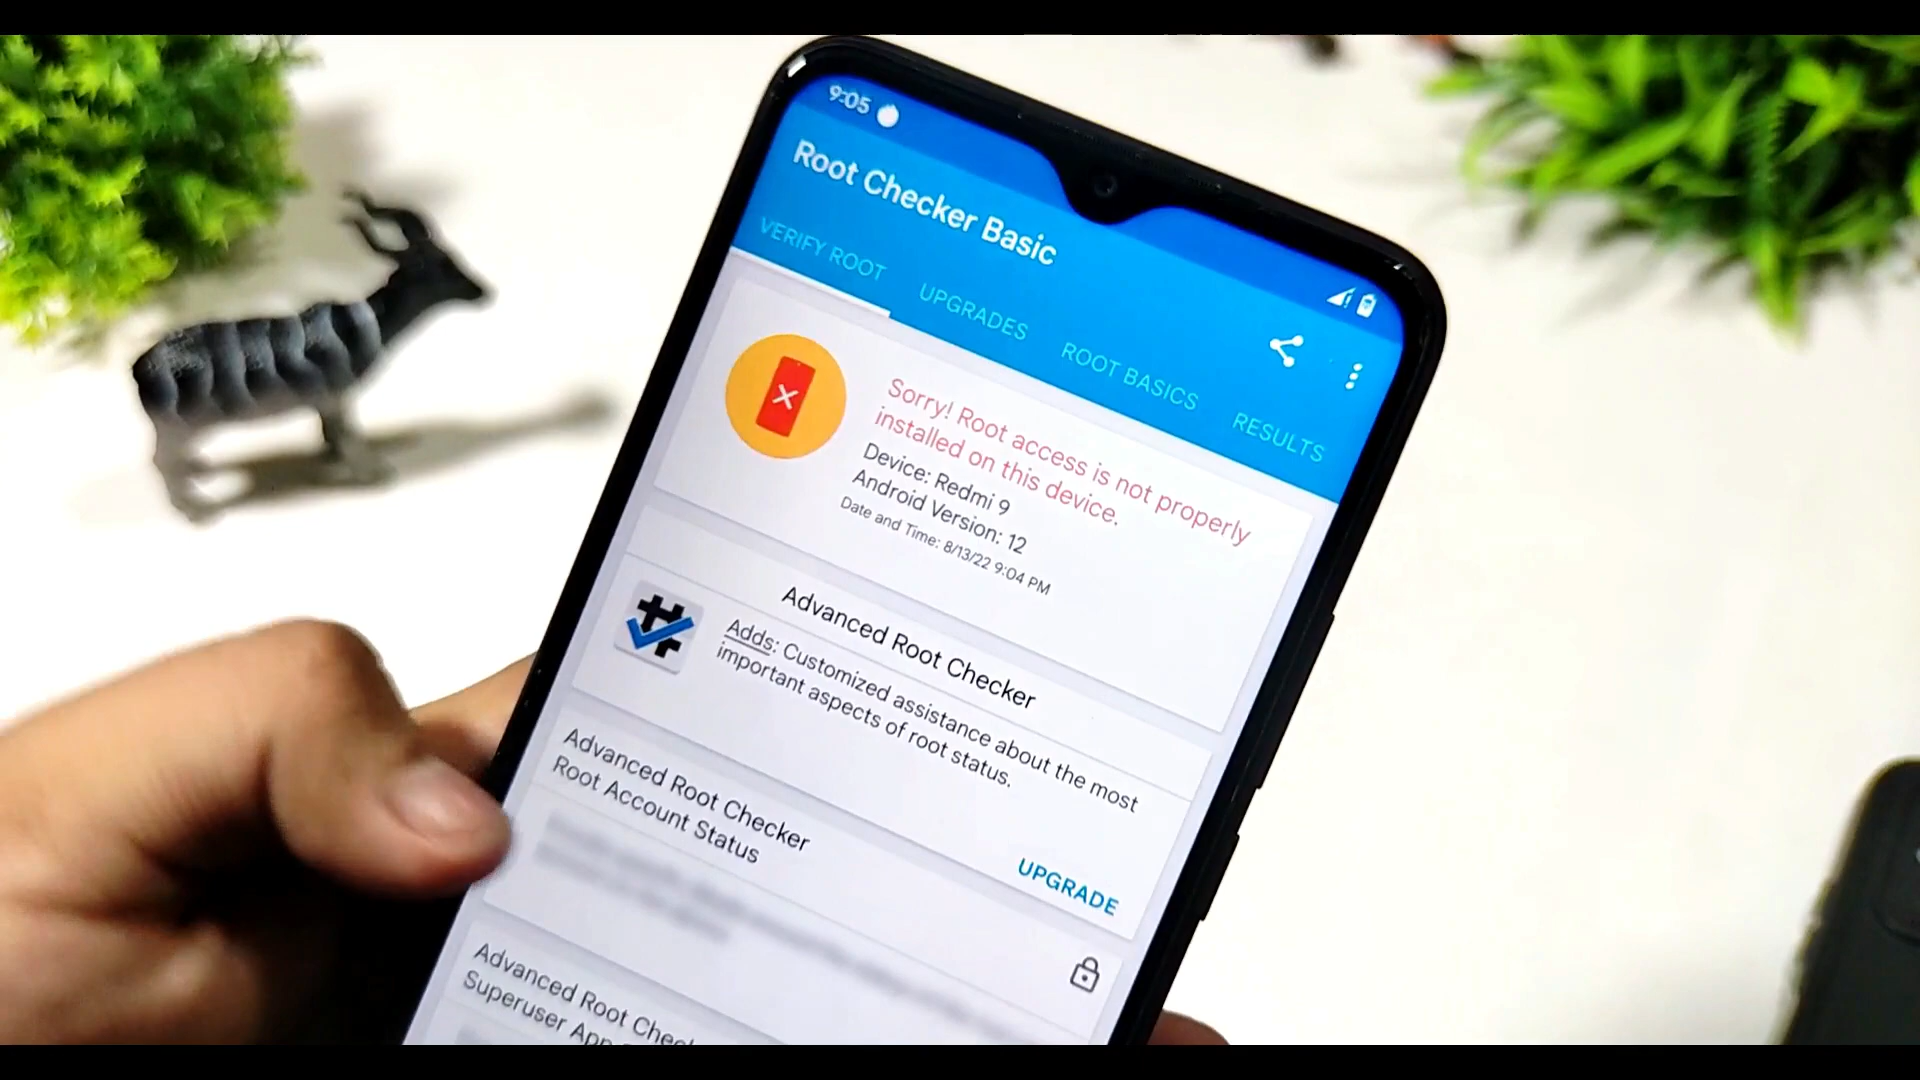 9:05
Root Checker Basic
VERIFY ROOT
UPGRADES
ROOT BASICS
RESULTS
Sorry! Root access is not properly
installed on this device.
Device: Redmi 9
Android Version: 12
Date and Time: 8/13/22 9:04 PM
Advanced Root Checker
Adds: Customized assistance about the most
important aspects of root status.
UPGRADE
Advanced Root Checker
Root Account Status
Advanced Root
Superuser App